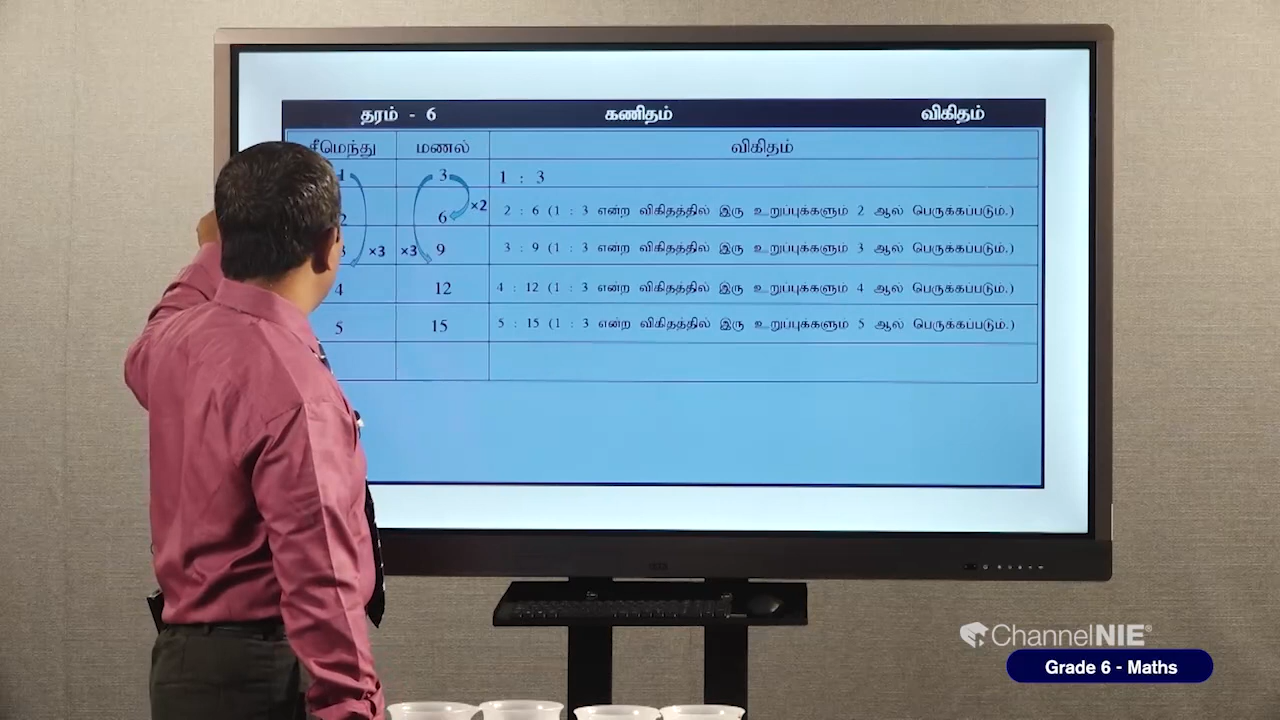 தரம் - 6 கணிதம் விகிதம்
சீமெந்து மணல் விகிதம்
1 3 1 : 3
×2
2 6 2 : 6 (1 : 3 என்ற விகிதத்தில் இரு உறுப்புக்களும் 2 ஆல் பெருக்கப்படும்.)
3 ×3 ×3 9 3 : 9 (1 : 3 என்ற விகிதத்தில் இரு உறுப்புக்களும் 3 ஆல் பெருக்கப்படும்.)
4 12 4 : 12 (1 : 3 என்ற விகிதத்தில் இரு உறுப்புக்களும் 4 ஆல் பெருக்கப்படும்.)
5 15 5 : 15 (1 : 3 என்ற விகிதத்தில் இரு உறுப்புக்களும் 5 ஆல் பெருக்கப்படும்.)
ChannelNIE®
Grade 6 - Maths